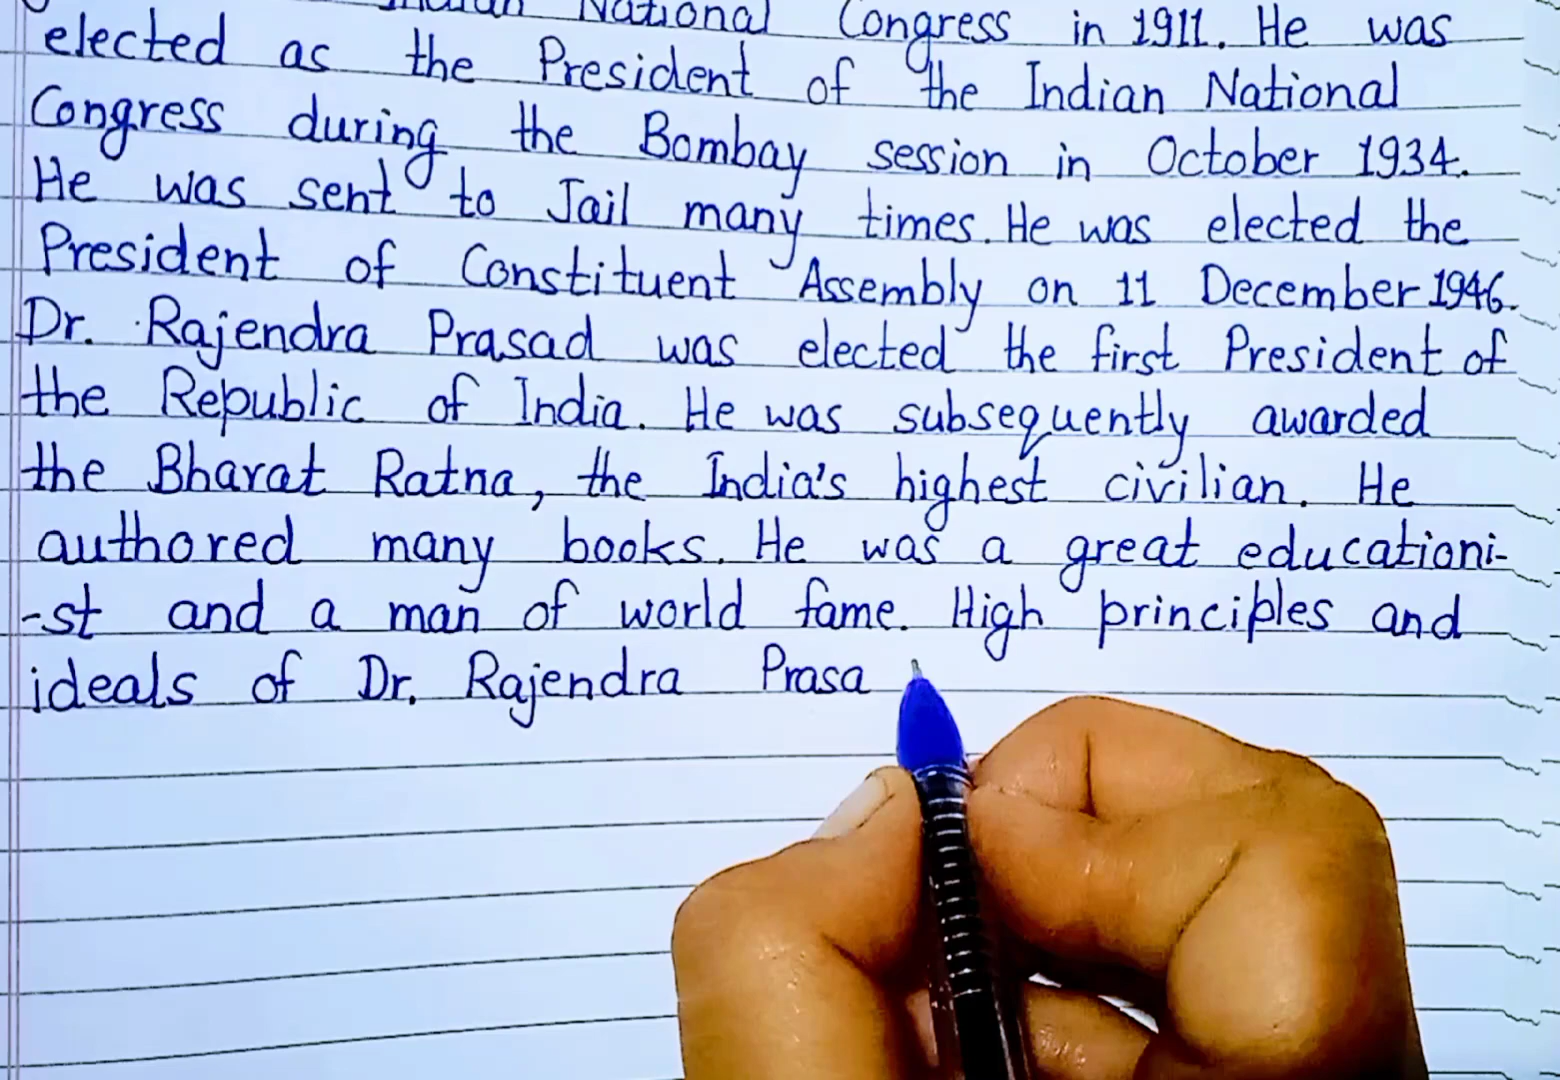 Indian National Congress in 1911. He was
elected as the President of the Indian National
Congress during the Bombay session in October 1934.
He was sent to Jail many times. He was elected the
President of Constituent Assembly on 11 December 1946.
Dr. Rajendra Prasad was elected the first President of
the Republic of India. He was subsequently awarded
the Bharat Ratna, the India's highest civilian. He
authored many books. He was a great educationi-
-st and a man of world fame. High principles and
ideals of Dr. Rajendra Prasa